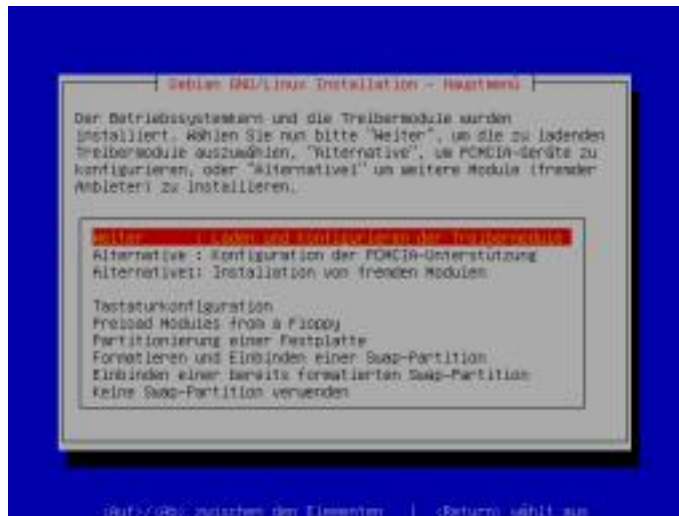 Debian GNU/Linux Installation - Hauptmenü
Der Betriebssystemkern und die Treibermodule wurden
installiert. Wählen Sie nun bitte "Weiter", um die zu ladenden
Treibermodule auszuwählen, "Alternative", um PCMCIA-Geräte zu
konfigurieren, oder "Alternative1" um weitere Module (fremder
Anbieter) zu installieren.
Weiter : Laden und Konfigurieren der Treibermodule
Alternative : Konfiguration der PCMCIA-Unterstützung
Alternative1: Installation von fremden Modulen
Tastaturkonfiguration
Preload Modules from a Floppy
Partitionierung einer Festplatte
Formatieren und Einbinden einer Swap-Partition
Einbinden einer bereits formatierten Swap-Partition
Keine Swap-Partition verwenden
<Auf>/<Ab> zwischen den Elementen | <Return> wählt aus